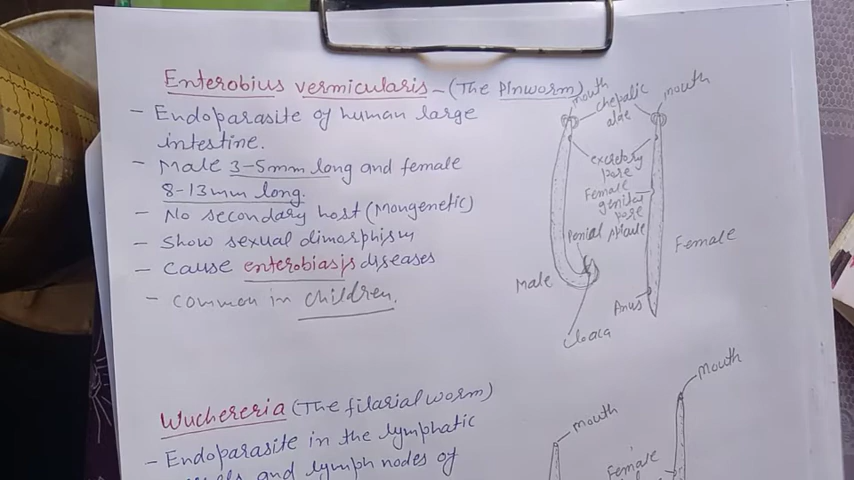 Enterobius vermicularis - (The Pinworm)
- Endoparasite of human large
intestine.
- Male 3-5mm long and female
8-13mm long.
- No secondary host (Mongenetic)
- Show sexual dimorphism
- Cause enterobiasis diseases
- Common in children.
mouth
Chepalic
alae
mouth
excretory
pore
Female
genital
pore
Penial spicule
Female
Male
Anus
Cloaca
Wuchereria (The filarial worm)
- Endoparasite in the lymphatic
and lymph nodes of
mouth
Mouth
Female